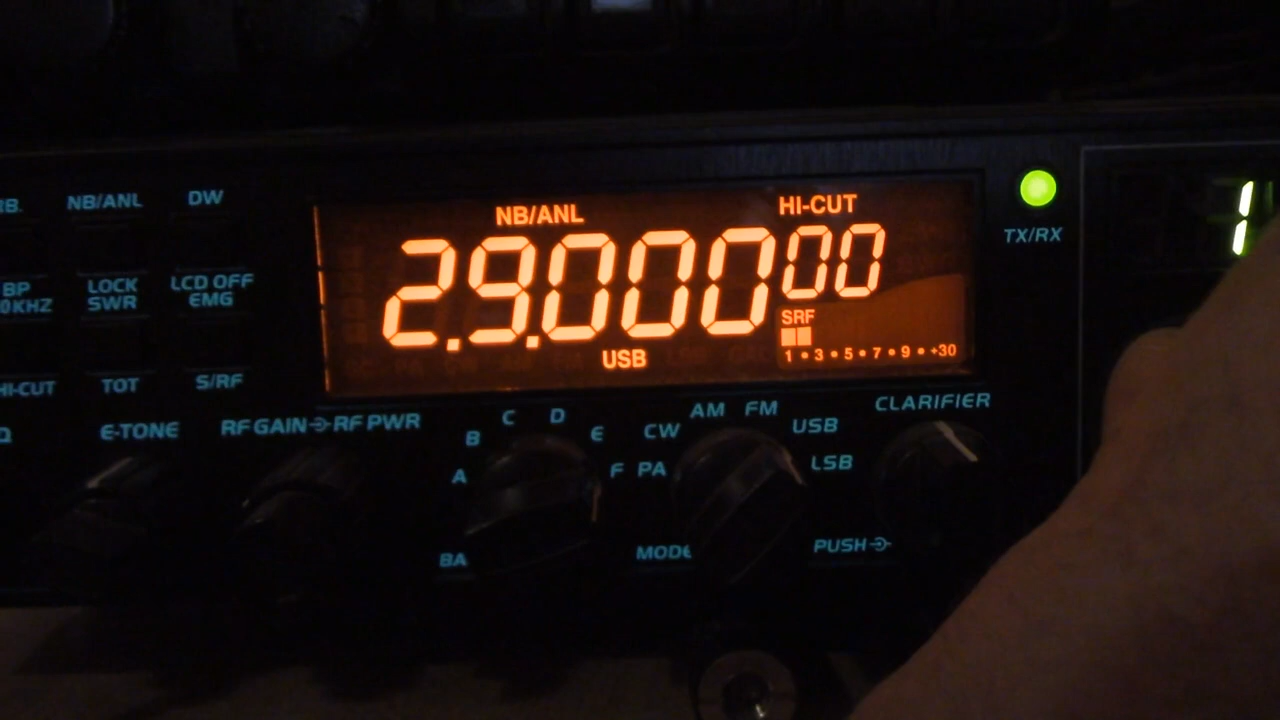 RB. NB/ANL DW
NB/ANL HI-CUT
2.9.00000
TX/RX
1
BP LOCK LCD OFF
0KHZ SWR EMG
SRF
1 • 3 • 5 • 7 • 9 • +30
USB
HI-CUT TOT S/RF
Q E-TONE RF GAIN RF PWR
BA A B C D E F
MODE PA CW AM FM USB LSB
CLARIFIER
PUSH